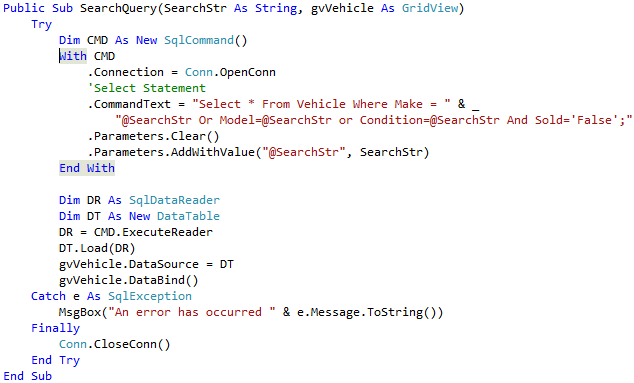 Public Sub SearchQuery(SearchStr As String, gvVehicle As GridView)
    Try
        Dim CMD As New SqlCommand()
        With CMD
            .Connection = Conn.OpenConn
            'Select Statement
            .CommandText = "Select * From Vehicle Where Make = " & _
                "@SearchStr Or Model=@SearchStr or Condition=@SearchStr And Sold='False';"
            .Parameters.Clear()
            .Parameters.AddWithValue("@SearchStr", SearchStr)
        End With

        Dim DR As SqlDataReader
        Dim DT As New DataTable
        DR = CMD.ExecuteReader
        DT.Load(DR)
        gvVehicle.DataSource = DT
        gvVehicle.DataBind()
    Catch e As SqlException
        MsgBox("An error has occurred " & e.Message.ToString())
    Finally
        Conn.CloseConn()
    End Try
End Sub